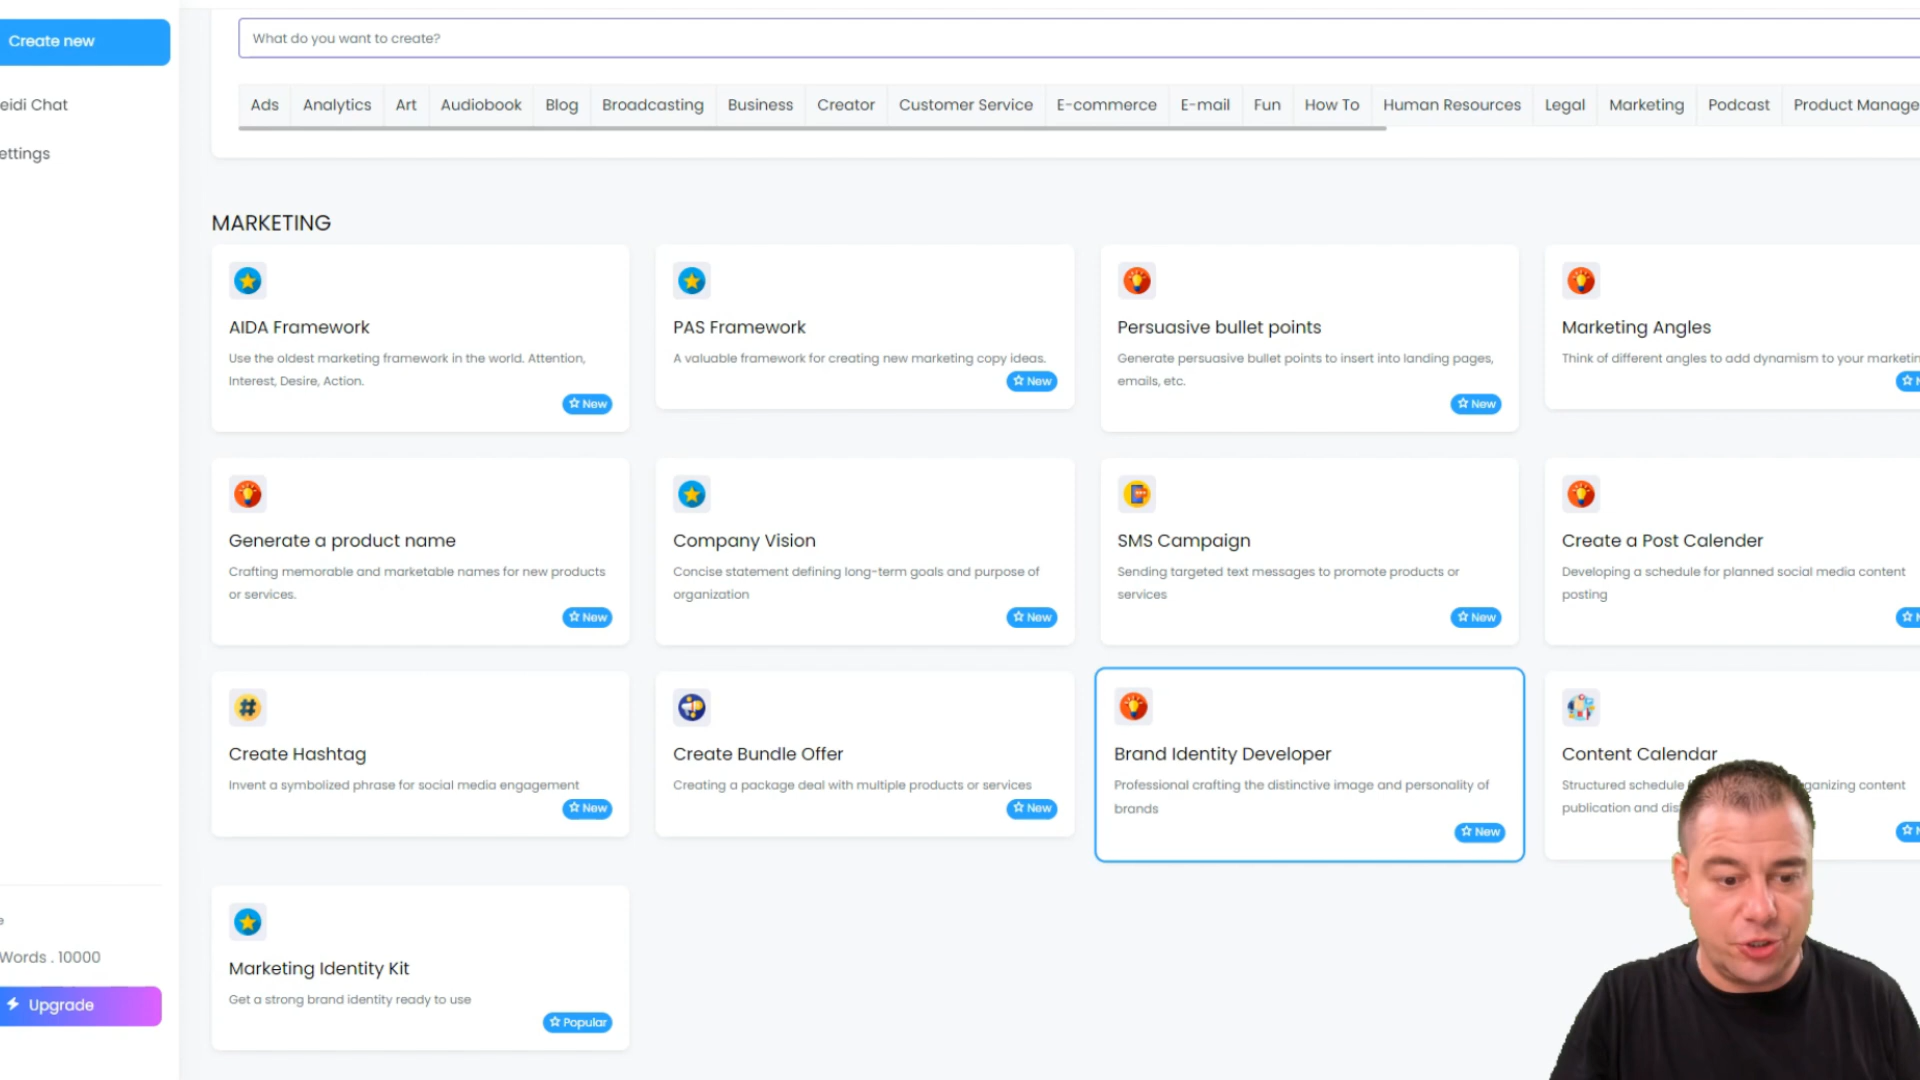 Create new
eidi Chat
ettings
e
Words . 10000
Upgrade
What do you want to create?
Ads Analytics Art Audiobook Blog Broadcasting Business Creator Customer Service E-commerce E-mail Fun How To Human Resources Legal Marketing Podcast Product Manage
MARKETING
AIDA Framework
Use the oldest marketing framework in the world. Attention,
Interest, Desire, Action.
New
PAS Framework
A valuable framework for creating new marketing copy ideas.
New
Persuasive bullet points
Generate persuasive bullet points to insert into landing pages,
emails, etc.
New
Marketing Angles
Think of different angles to add dynamism to your marketin
N
Generate a product name
Crafting memorable and marketable names for new products
or services.
New
Company Vision
Concise statement defining long-term goals and purpose of
organization
New
SMS Campaign
Sending targeted text messages to promote products or
services
New
Create a Post Calender
Developing a schedule for planned social media content
posting
N
Create Hashtag
Invent a symbolized phrase for social media engagement
New
Create Bundle Offer
Creating a package deal with multiple products or services
New
Brand Identity Developer
Professional crafting the distinctive image and personality of
brands
New
Content Calendar
Structured schedule ganizing content
publication and dis
N
Marketing Identity Kit
Get a strong brand identity ready to use
Popular